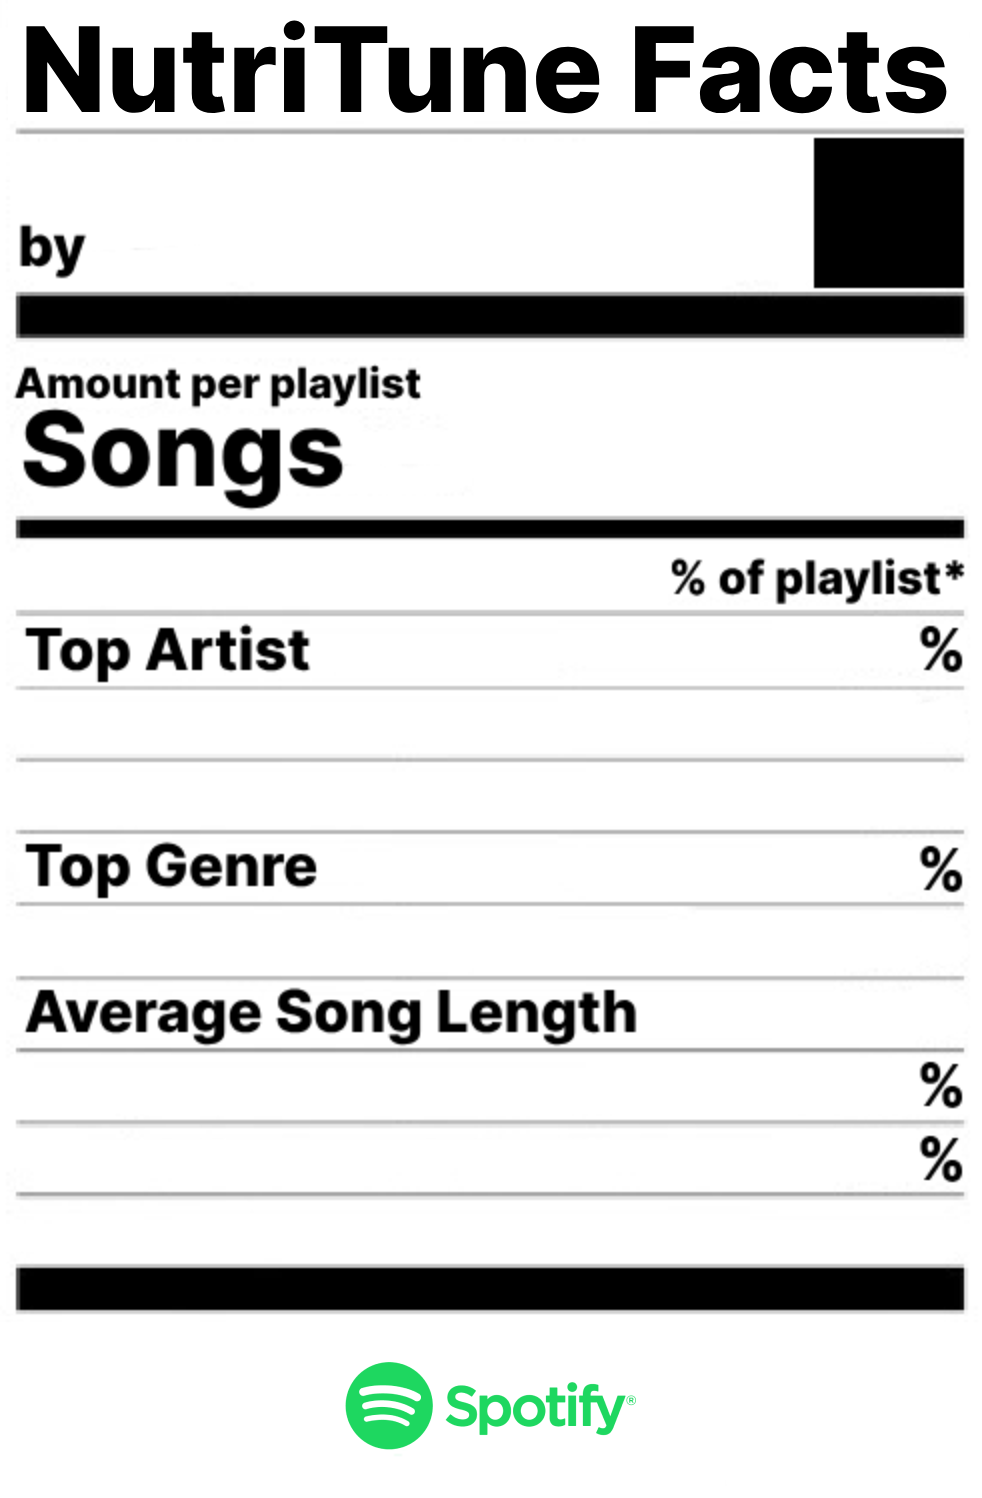 NutriTune Facts
by
Amount per playlist
Songs
% of playlist*
Top Artist %
Top Genre %
Average Song Length
%
%
Spotify®